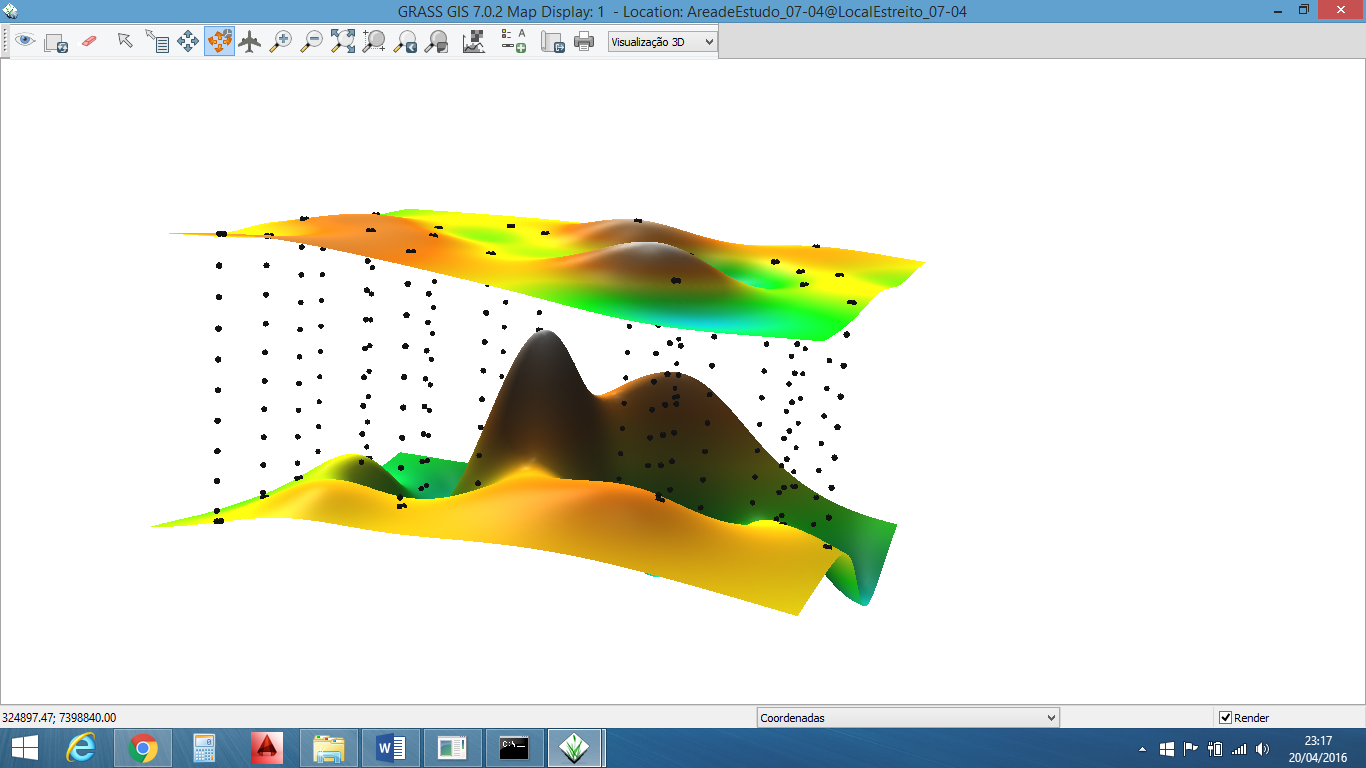 GRASS GIS 7.0.2 Map Display: 1 - Location: AreadeEstudo_07-04@LocalEstreito_07-04
Visualização 3D
324897.47; 7398840.00
Coordenadas
Render
23:17
20/04/2016